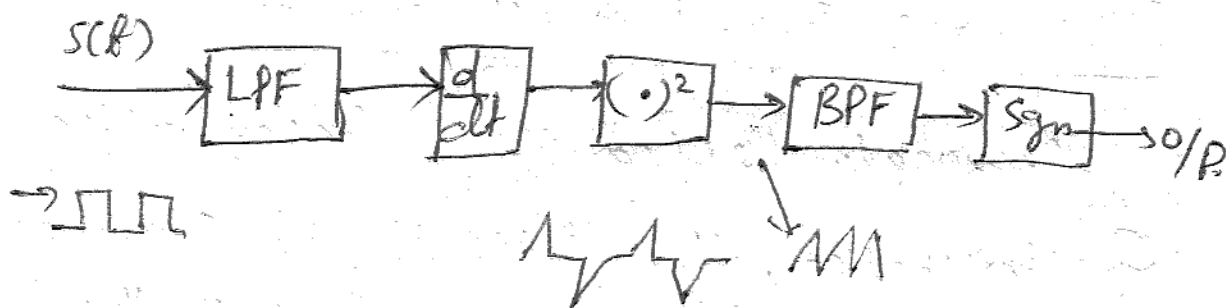 S(t)
LPF
d
dt
(•)²
BPF
Sgn
O/P.